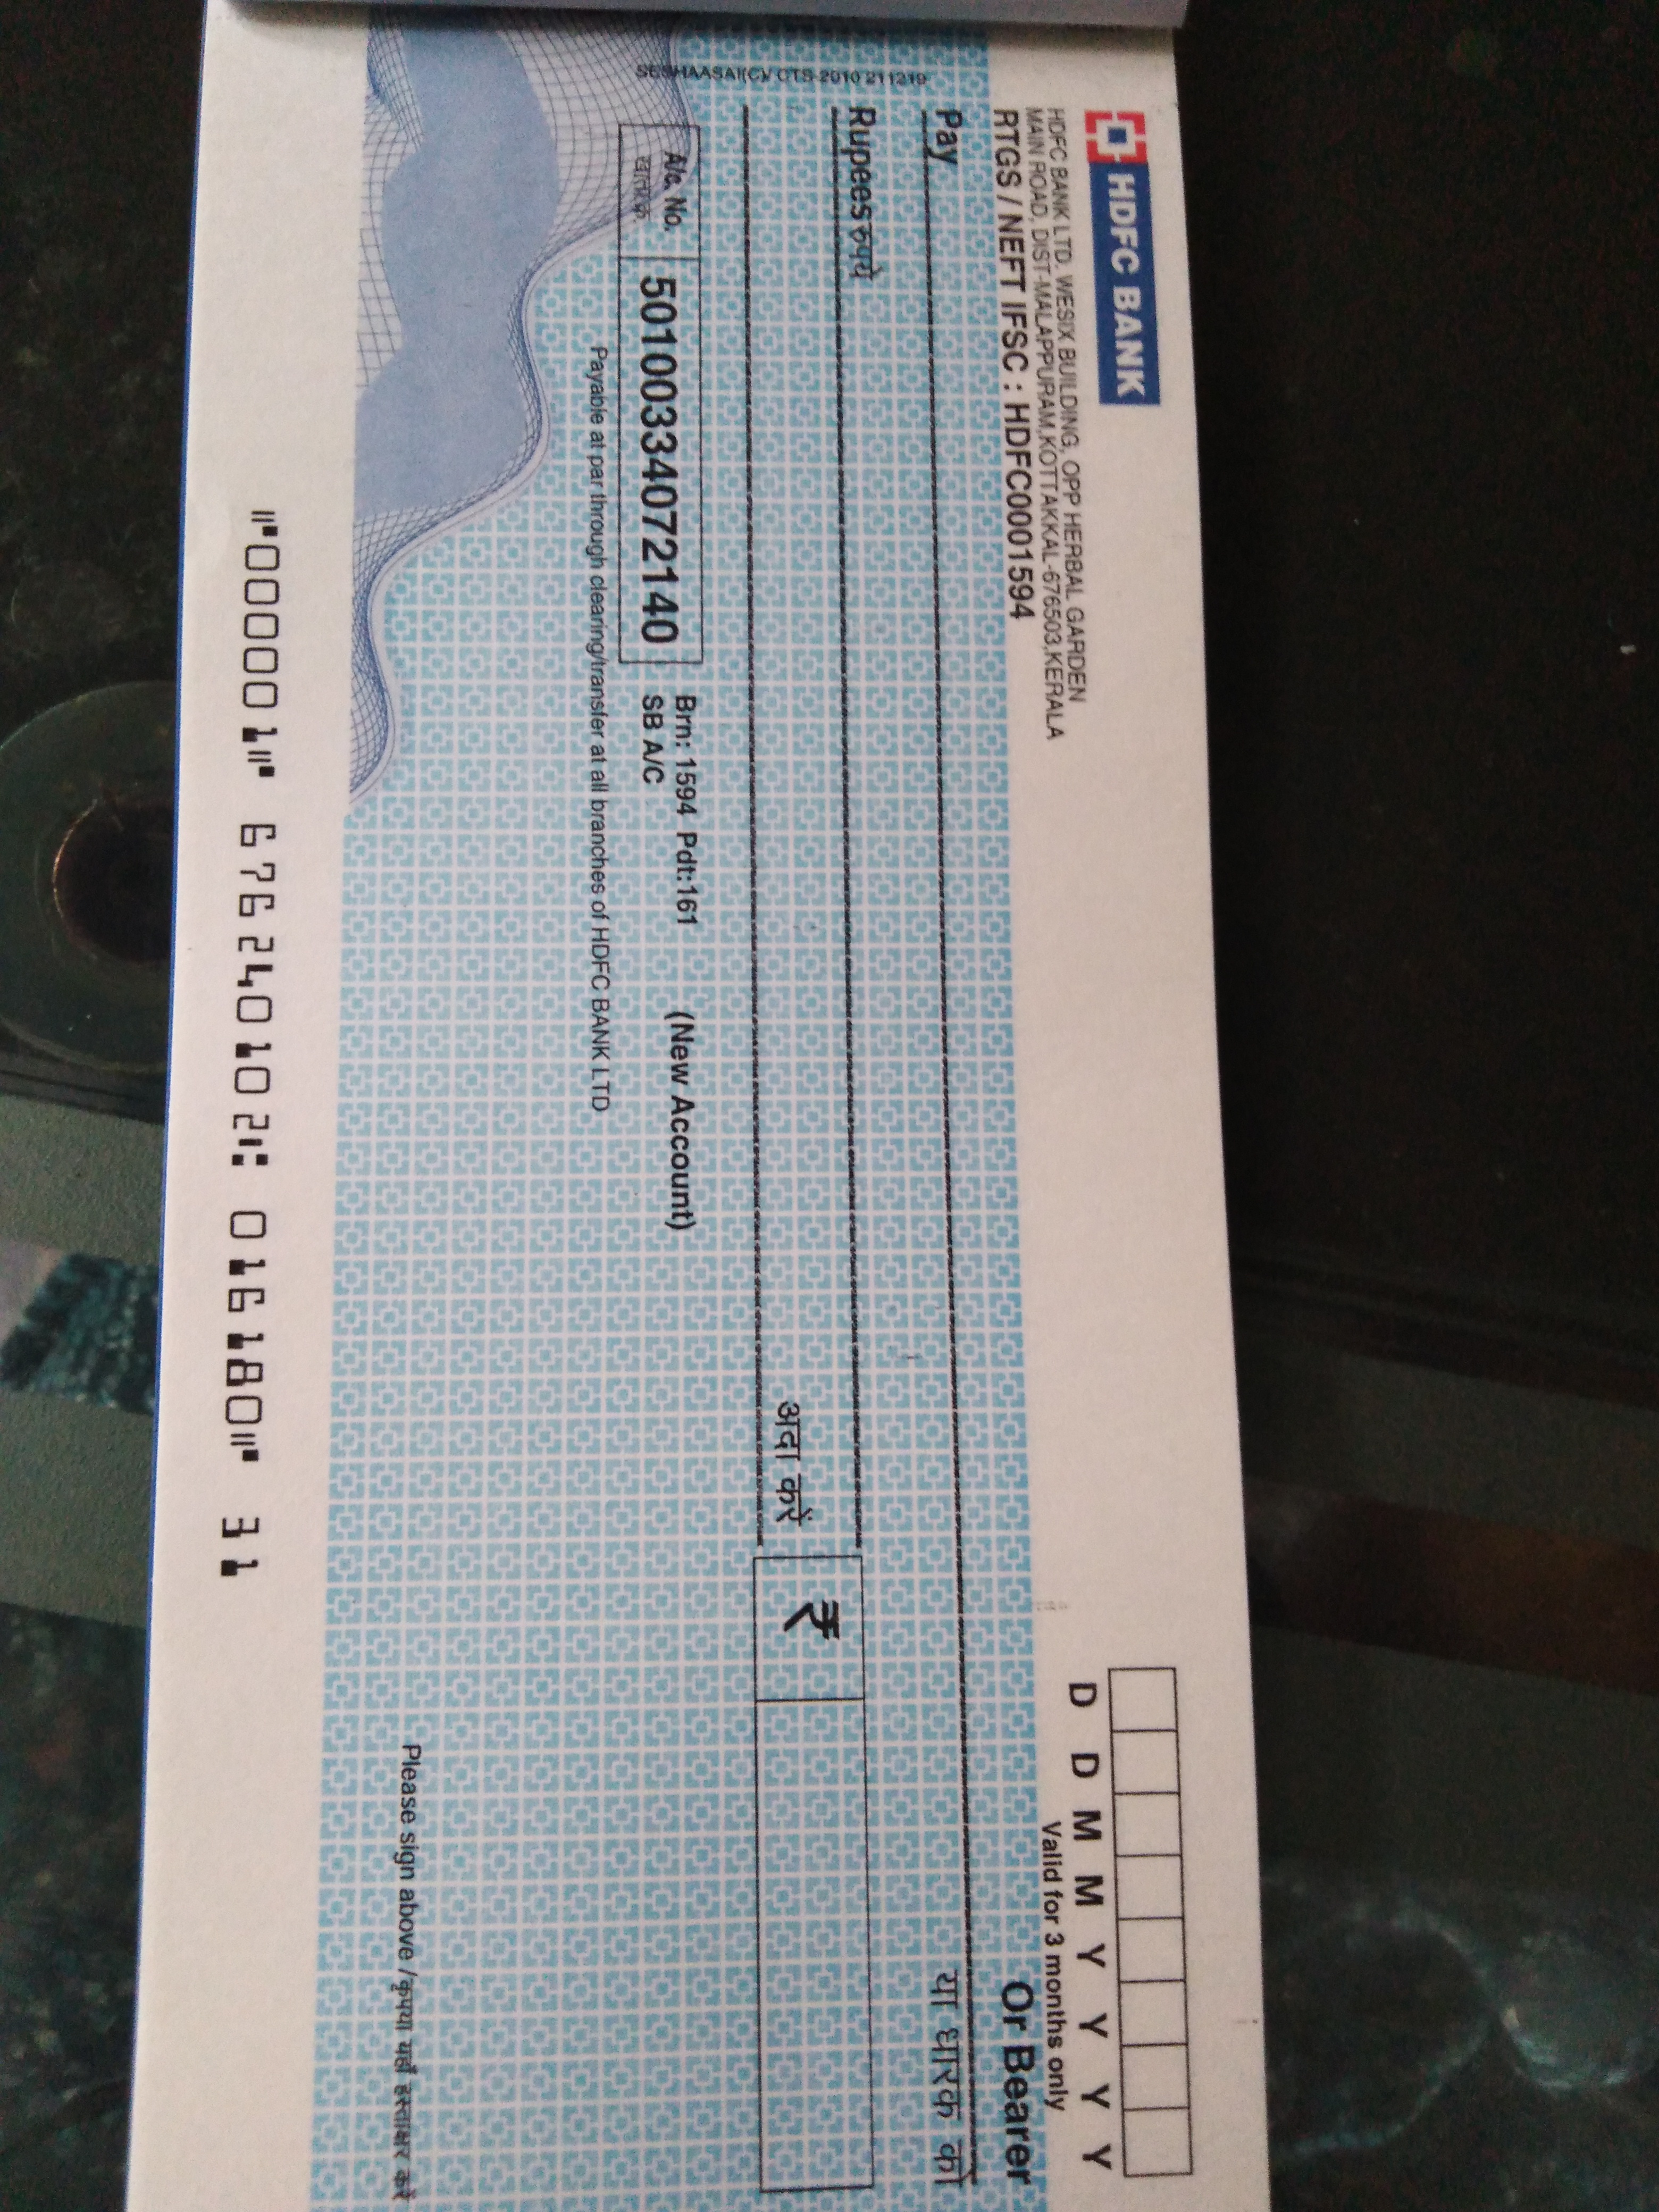 HDFC BANK
HDFC BANK LTD. WESIX BUILDING, OPP HERBAL GARDEN
MAIN ROAD, DIST-MALAPPURAM,KOTTAKKAL-676503,KERALA
RTGS / NEFT IFSC : HDFC0001594
D D M M Y Y Y Y
Valid for 3 months only
Pay
Or Bearer
या धारक को
Rupees रुपये
अदा करें
₹
A/c. No.
50100334072140
Brn: 1594 Pdt:161
SB A/C
(New Account)
Payable at par through clearing/transfer at all branches of HDFC BANK LTD
SESHAASAI(C)/ CTS-2010 211219
Please sign above / कृपया यहाँ हस्ताक्षर करें
⑈000001⑈ 676240102⑆ 016180⑈ 31